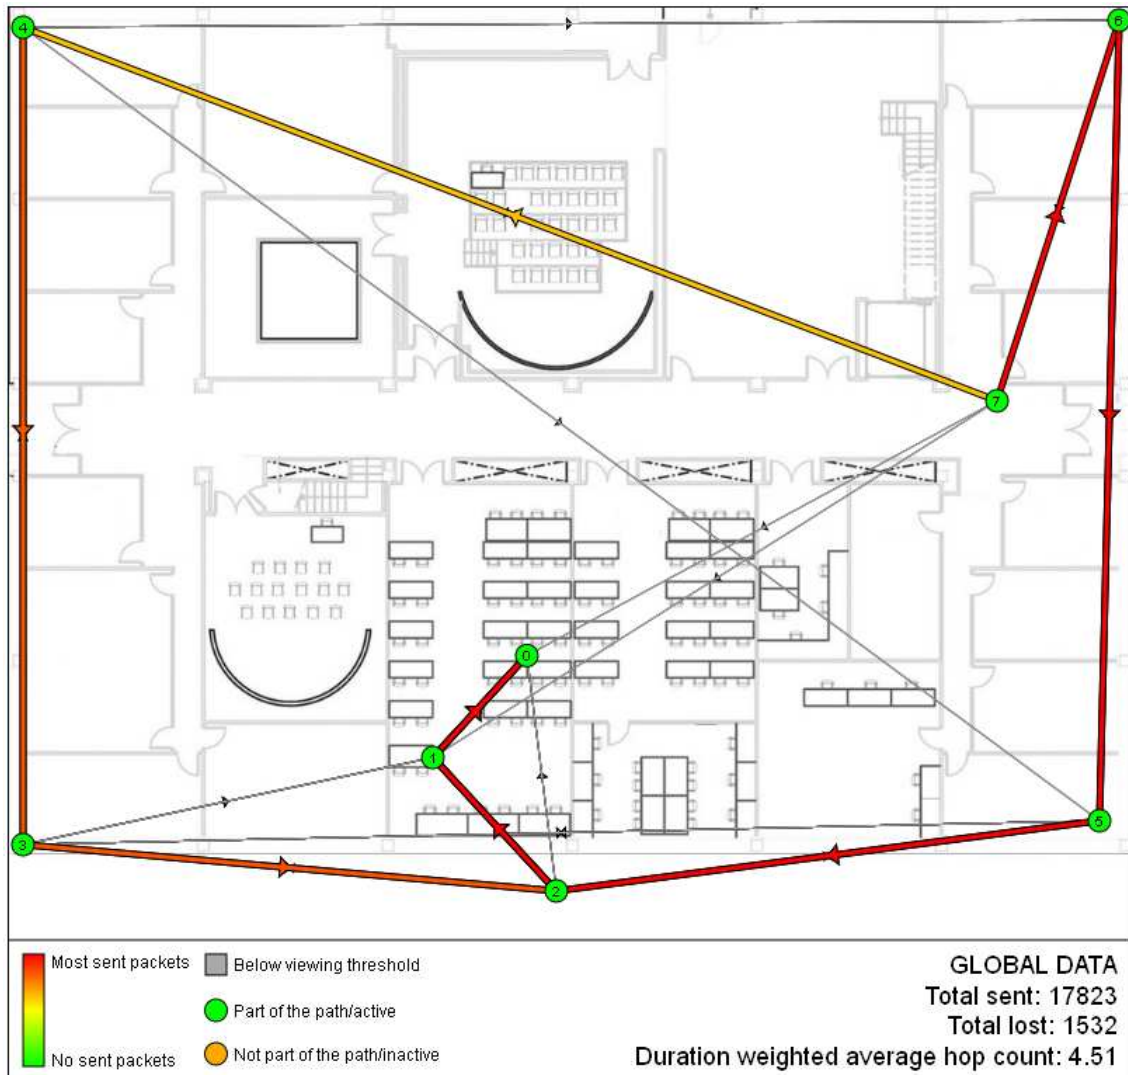 4
6
7
0
1
5
3
2
Most sent packets
Below viewing threshold
GLOBAL DATA
Total sent: 17823
Part of the path/active
Total lost: 1532
No sent packets
Not part of the path/inactive
Duration weighted average hop count: 4.51